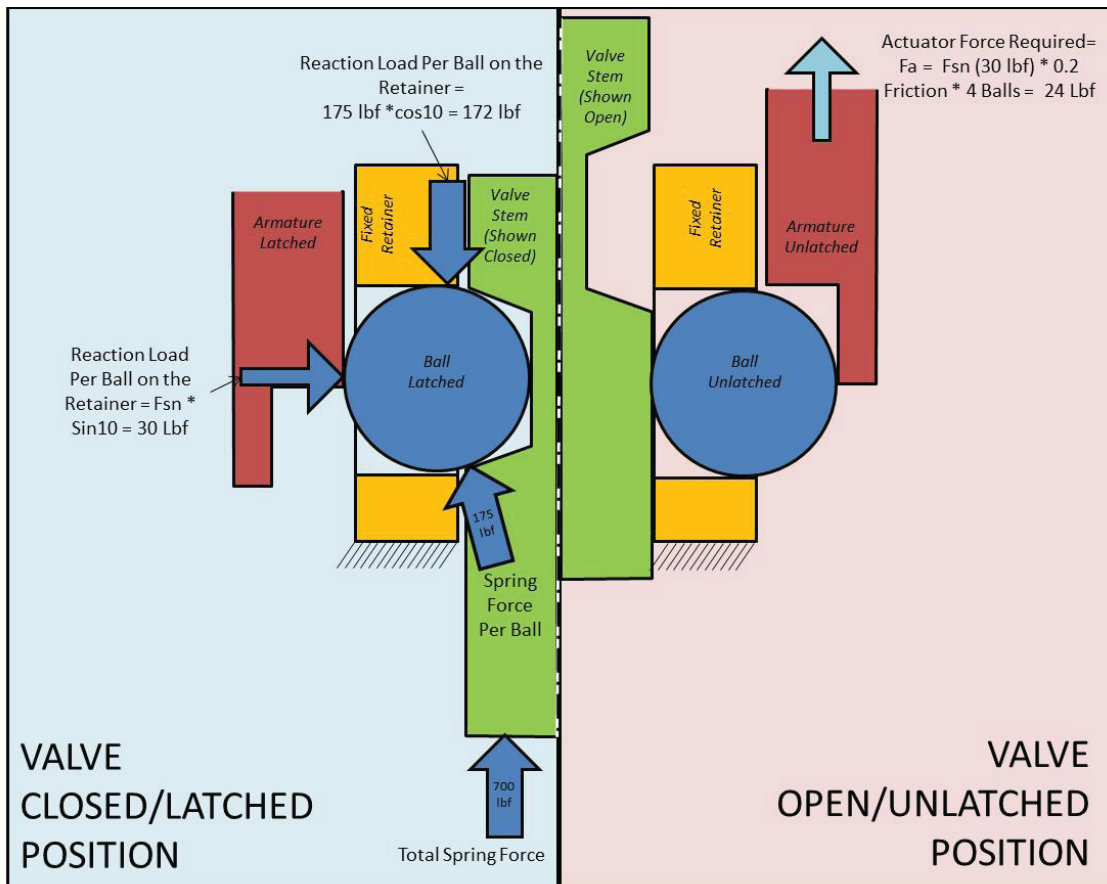 Reaction Load Per Ball on the
Retainer =
175 lbf *cos10 = 172 lbf
Armature
Latched
Fixed
Retainer
Valve
Stem
(Shown
Closed)
Reaction Load
Per Ball on the
Retainer = Fsn *
Sin10 = 30 Lbf
Ball
Latched
175
lbf
Spring
Force
Per Ball
700
lbf
Total Spring Force
VALVE
CLOSED/LATCHED
POSITION
Valve
Stem
(Shown
Open)
Actuator Force Required=
Fa = Fsn (30 lbf) * 0.2
Friction * 4 Balls = 24 Lbf
Fixed
Retainer
Armature
Unlatched
Ball
Unlatched
VALVE
OPEN/UNLATCHED
POSITION